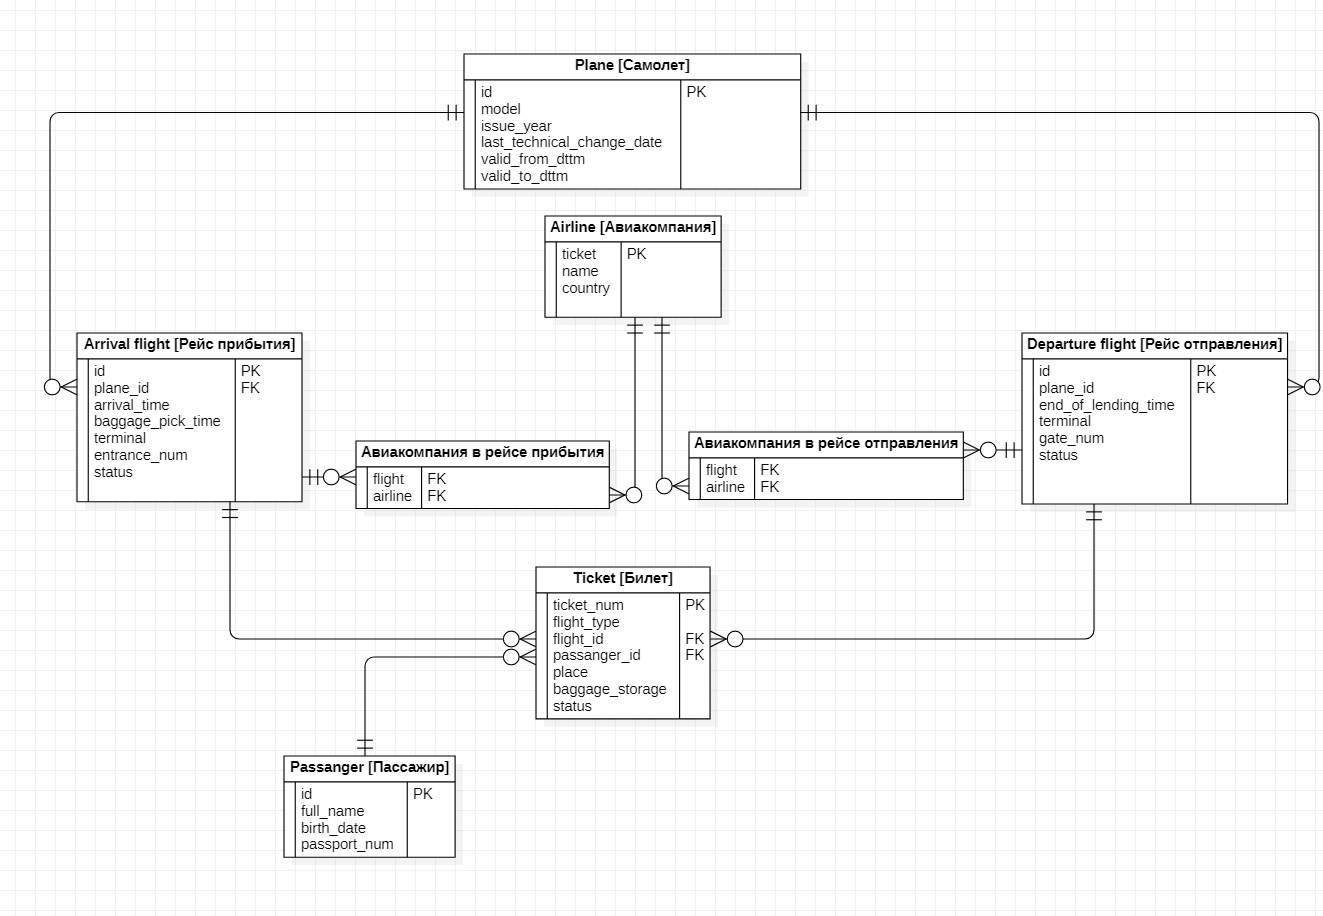 Plane [Самолет]
id PK
model
issue_year
last_technical_change_date
valid_from_dttm
valid_to_dttm
Airline [Авиакомпания]
ticket PK
name
country
Arrival flight [Рейс прибытия]
id PK
plane_id FK
arrival_time
baggage_pick_time
terminal
entrance_num
status
Departure flight [Рейс отправления]
id PK
plane_id FK
end_of_lending_time
terminal
gate_num
status
Авиакомпания в рейсе прибытия
flight FK
airline FK
Авиакомпания в рейсе отправления
flight FK
airline FK
Ticket [Билет]
ticket_num PK
flight_type
flight_id FK
passanger_id FK
place
baggage_storage
status
Passanger [Пассажир]
id PK
full_name
birth_date
passport_num